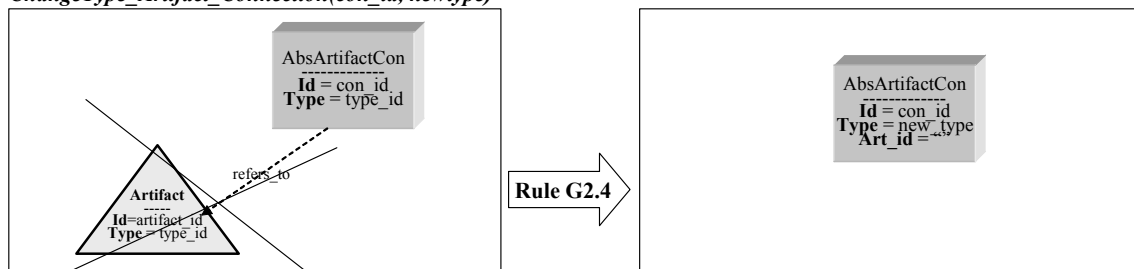 ChangeType_Artifact_Connection(con_id, newtype)
AbsArtifactCon
-------------
Id = con_id
Type = type_id
refers_to
Artifact
-----
Id=artifact_id
Type = type_id
Rule G2.4
AbsArtifactCon
-------------
Id = con_id
Type = new_type
Art_id = “”